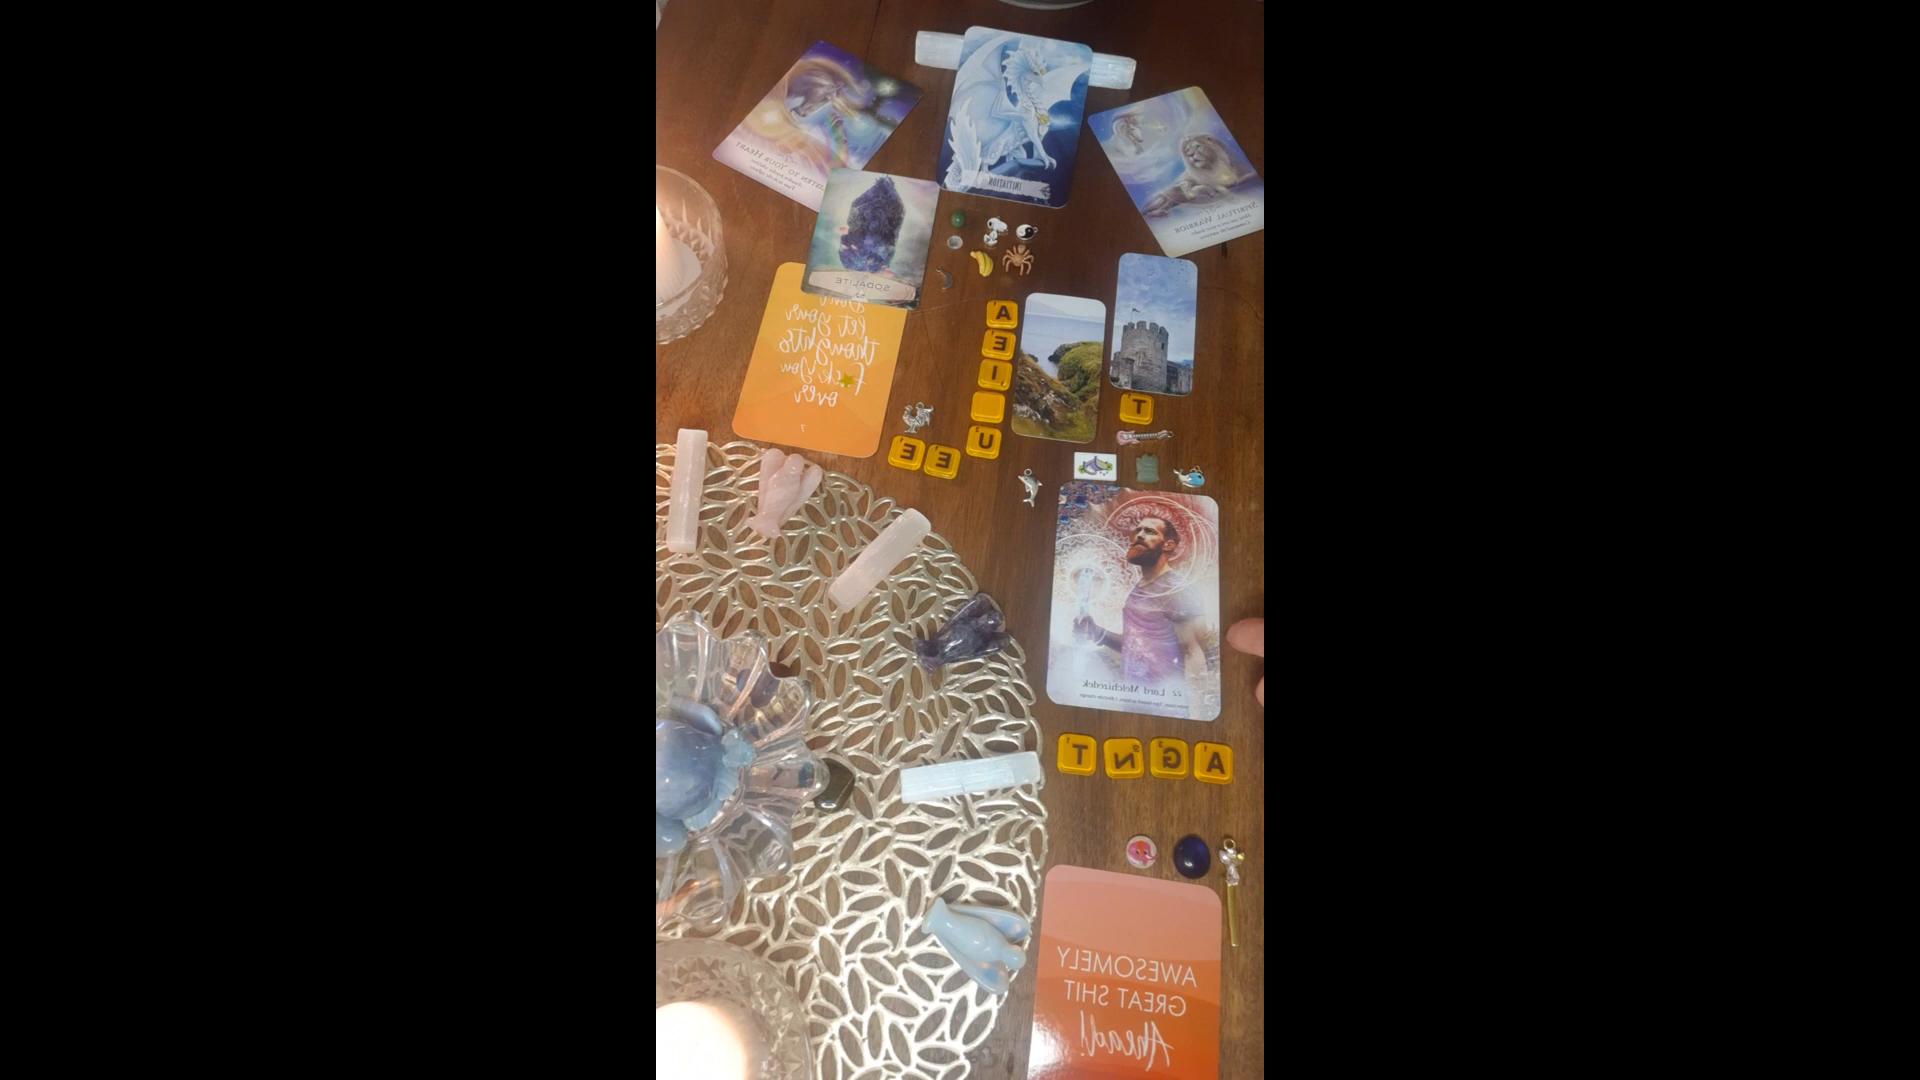 INITIATION
LISTEN TO YOUR HEART
SPIRITUAL WARRIOR
SODALITE
Don't
let your
thoughts
f★ck you
over
7
A
E
I
U
E E
T
22 Lord Melchizedek
A G N T
AWESOMELY
GREAT SHIT
Ahead!